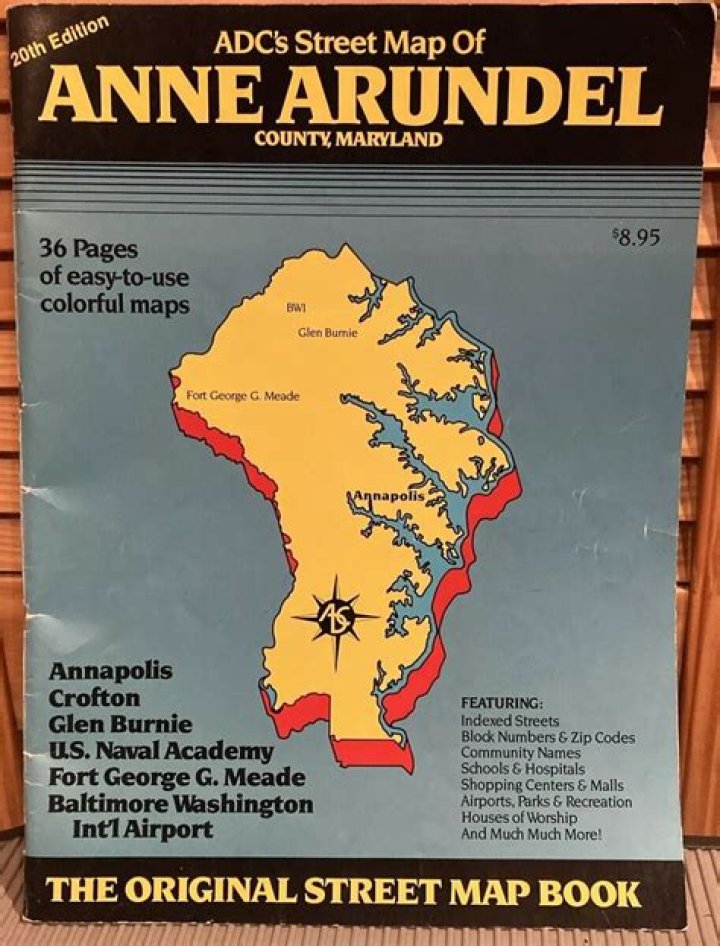 20th Edition
ADC's Street Map Of
ANNE ARUNDEL
COUNTY, MARYLAND
$8.95
36 Pages
of easy-to-use
colorful maps
BWI
Glen Burnie
Fort George G. Meade
Annapolis
ADC
Annapolis
Crofton
Glen Burnie
U.S. Naval Academy
Fort George G. Meade
Baltimore Washington
Int'l Airport
FEATURING:
Indexed Streets
Block Numbers & Zip Codes
Community Names
Schools & Hospitals
Shopping Centers & Malls
Airports, Parks & Recreation
Houses of Worship
And Much Much More!
THE ORIGINAL STREET MAP BOOK